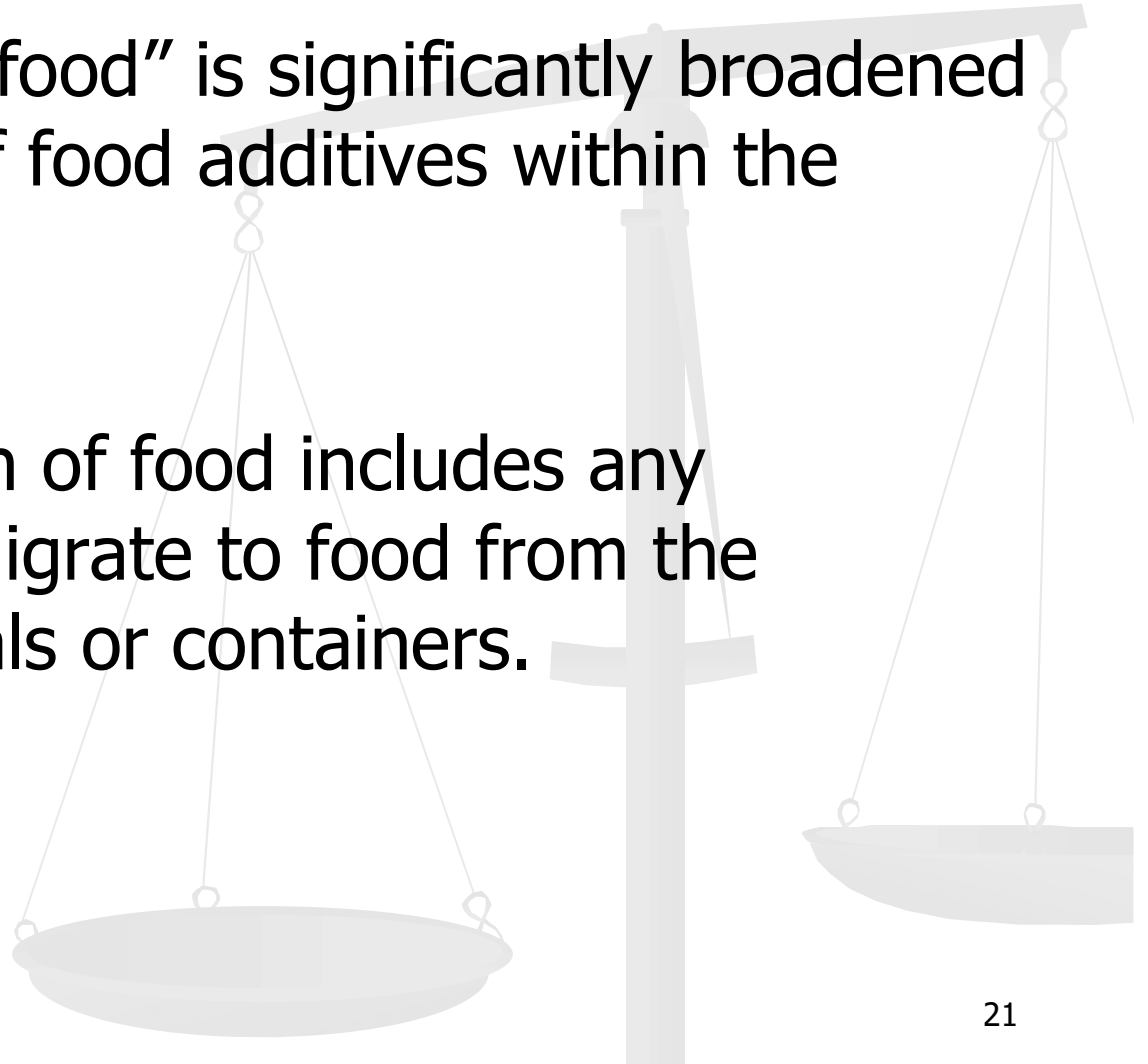 food” is significantly broadened
f food additives within the
n of food includes any
igrate to food from the
ls or containers.
21